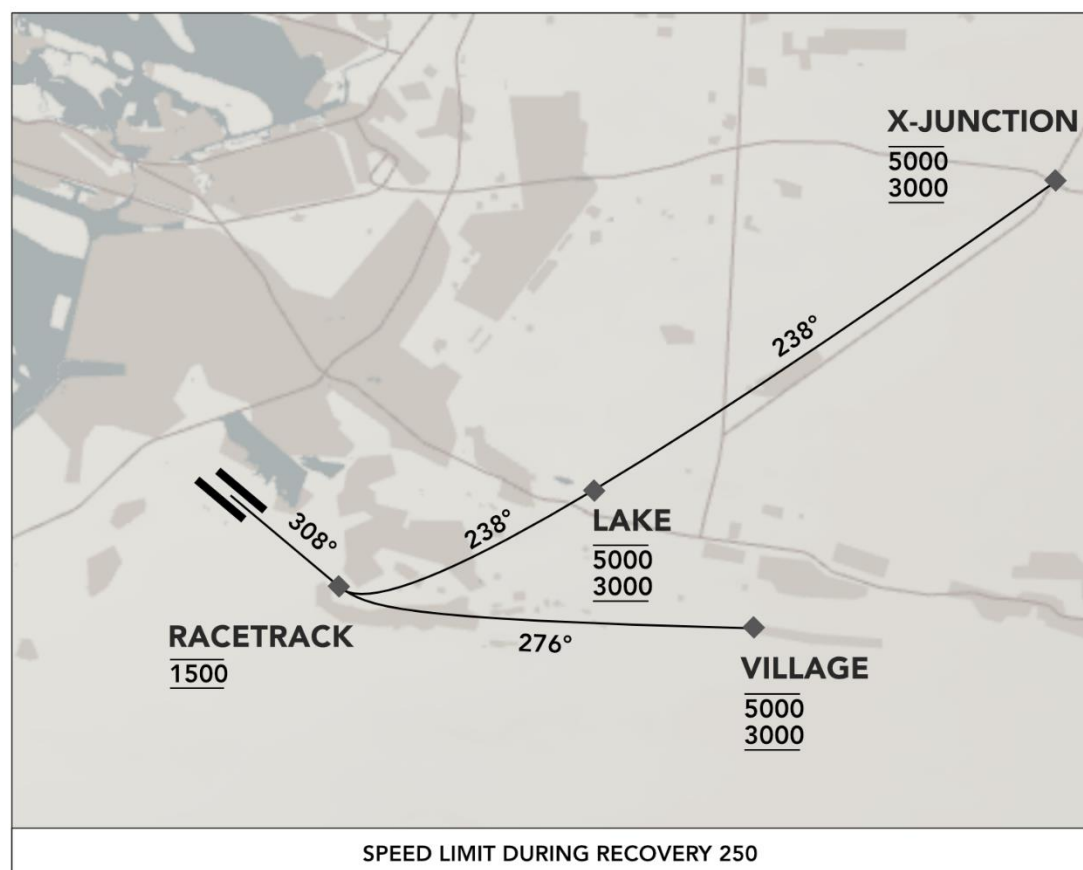 X-JUNCTION
5000
3000
238°
LAKE
5000
3000
238°
308°
RACETRACK
1500
276°
VILLAGE
5000
3000
SPEED LIMIT DURING RECOVERY 250